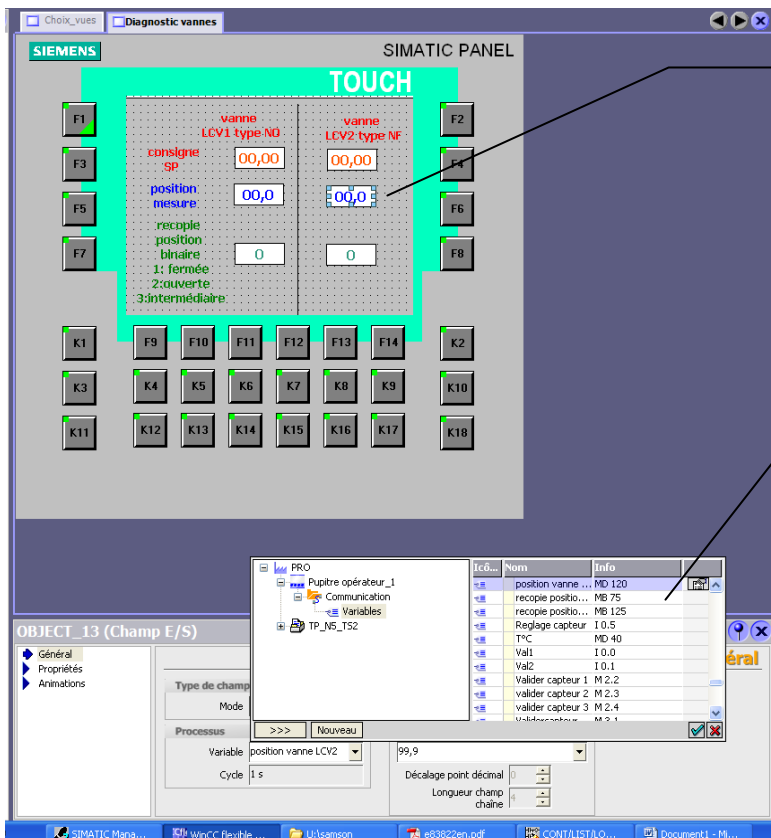 Choix_vues
Diagnostic vannes
SIEMENS
SIMATIC PANEL
TOUCH
F1
vanne
LCV1 type NO
vanne
LCV2 type NF
F2
F3
consigne
SP
00,00
00,00
F4
F5
position
mesure
00,0
00,0
F6
F7
recopie
position
binaire
1: fermée
2:ouverte
3:intermédiaire
0
0
F8
K1
F9
F10
F11
F12
F13
F14
K2
K3
K4
K5
K6
K7
K8
K9
K10
K11
K12
K13
K14
K15
K16
K17
K18
PRO
Pupitre opérateur_1
Communication
Variables
TP_N5_TS2
Icô... Nom Info
position vanne ... MD 120
recopie positio... MB 75
recopie positio... MB 125
Reglage capteur I 0.5
T°C MD 40
Val1 I 0.0
Val2 I 0.1
Valider capteur 1 M 2.2
valider capteur 2 M 2.3
valider capteur 3 M 2.4
>>> Nouveau
OBJECT_13 (Champ E/S)
éral
Général
Propriétés
Animations
Type de champ
Mode
Processus
Variable position vanne LCV2
99,9
Cycle 1 s
Décalage point décimal 0
Longueur champ
chaîne 4
SIMATIC Mana...
WinCC flexible ...
U:\samson
e83822en.pdf
CONT/LIST/LO...
Document1 - Mi...